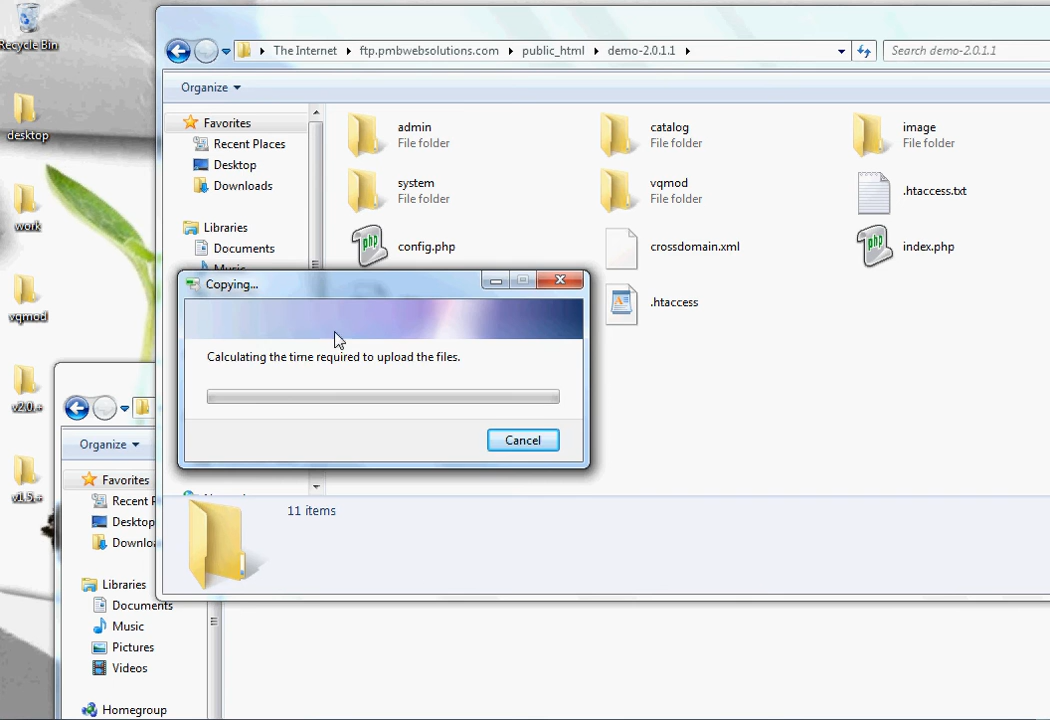 Recycle Bin
desktop
work
vqmod
v2.0.+
v1.5.+
The Internet
ftp.pmbwebsolutions.com
public_html
demo-2.0.1.1
Search demo-2.0.1.1
Organize
Favorites
Recent Places
Desktop
Downloads
Libraries
Documents
Music
admin
File folder
catalog
File folder
image
File folder
system
File folder
vqmod
File folder
.htaccess.txt
config.php
crossdomain.xml
index.php
.htaccess
Copying...
Calculating the time required to upload the files.
Cancel
11 items
Organize
Favorites
Recent P
Desktop
Downlo
Libraries
Documents
Music
Pictures
Videos
Homegroup